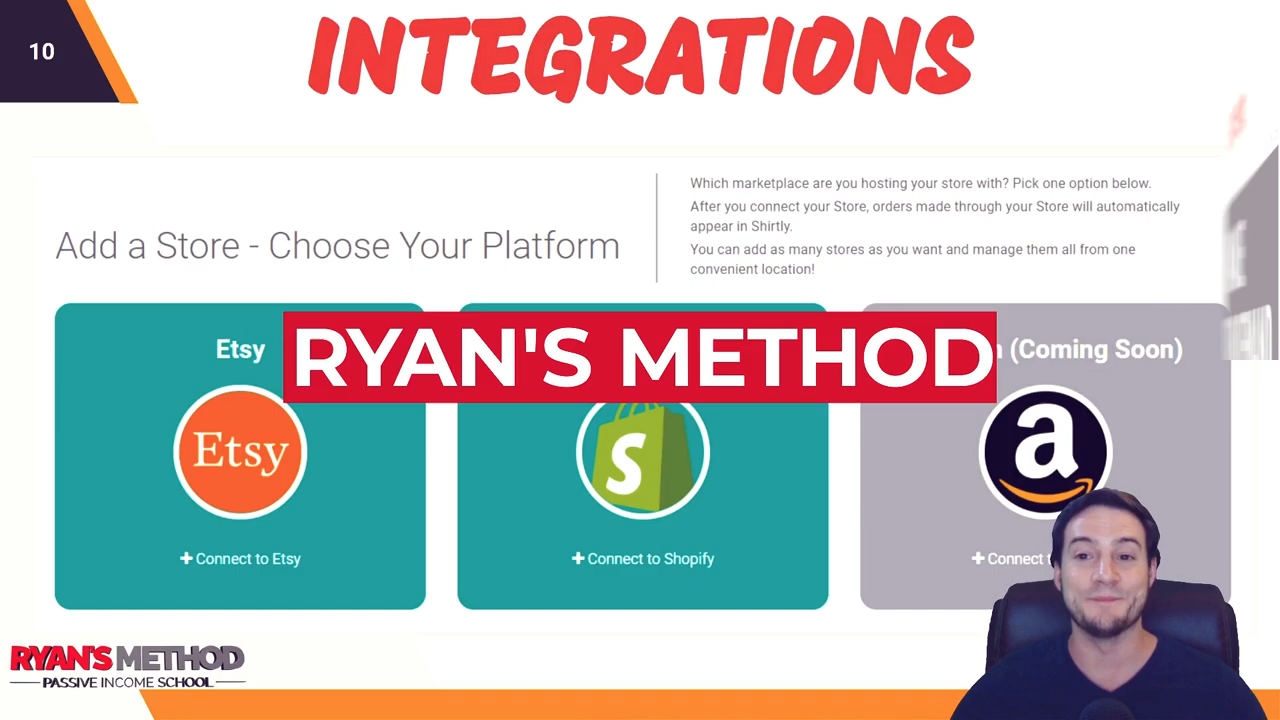 10
INTEGRATIONS
Add a Store - Choose Your Platform
Which marketplace are you hosting your store with? Pick one option below.
After you connect your Store, orders made through your Store will automatically
appear in Shirtly.
You can add as many stores as you want and manage them all from one
convenient location!
Etsy
(Coming Soon)
RYAN'S METHOD
Etsy
S
a
+ Connect to Etsy
+ Connect to Shopify
+ Connect
RYAN'S METHOD
PASSIVE INCOME SCHOOL